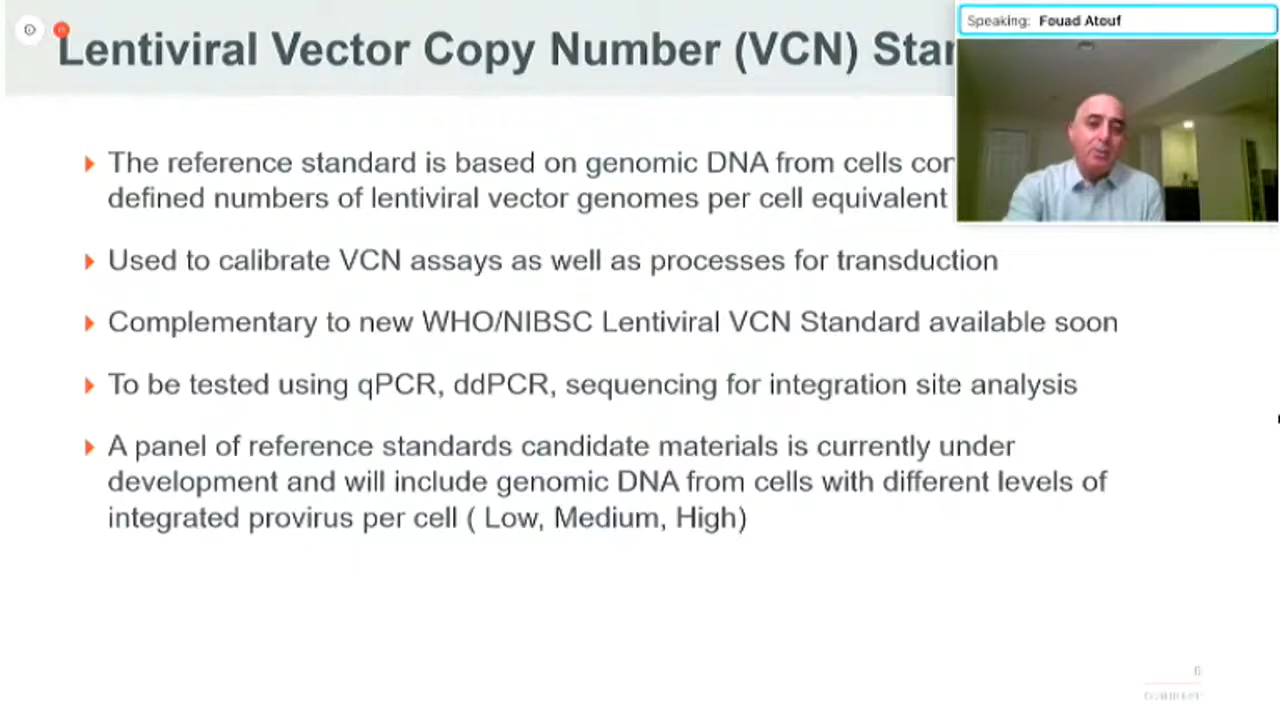 Speaking: Fouad Atouf
Lentiviral Vector Copy Number (VCN) Stan
The reference standard is based on genomic DNA from cells con
defined numbers of lentiviral vector genomes per cell equivalent
Used to calibrate VCN assays as well as processes for transduction
Complementary to new WHO/NIBSC Lentiviral VCN Standard available soon
To be tested using qPCR, ddPCR, sequencing for integration site analysis
A panel of reference standards candidate materials is currently under
development and will include genomic DNA from cells with different levels of
integrated provirus per cell ( Low, Medium, High)
6